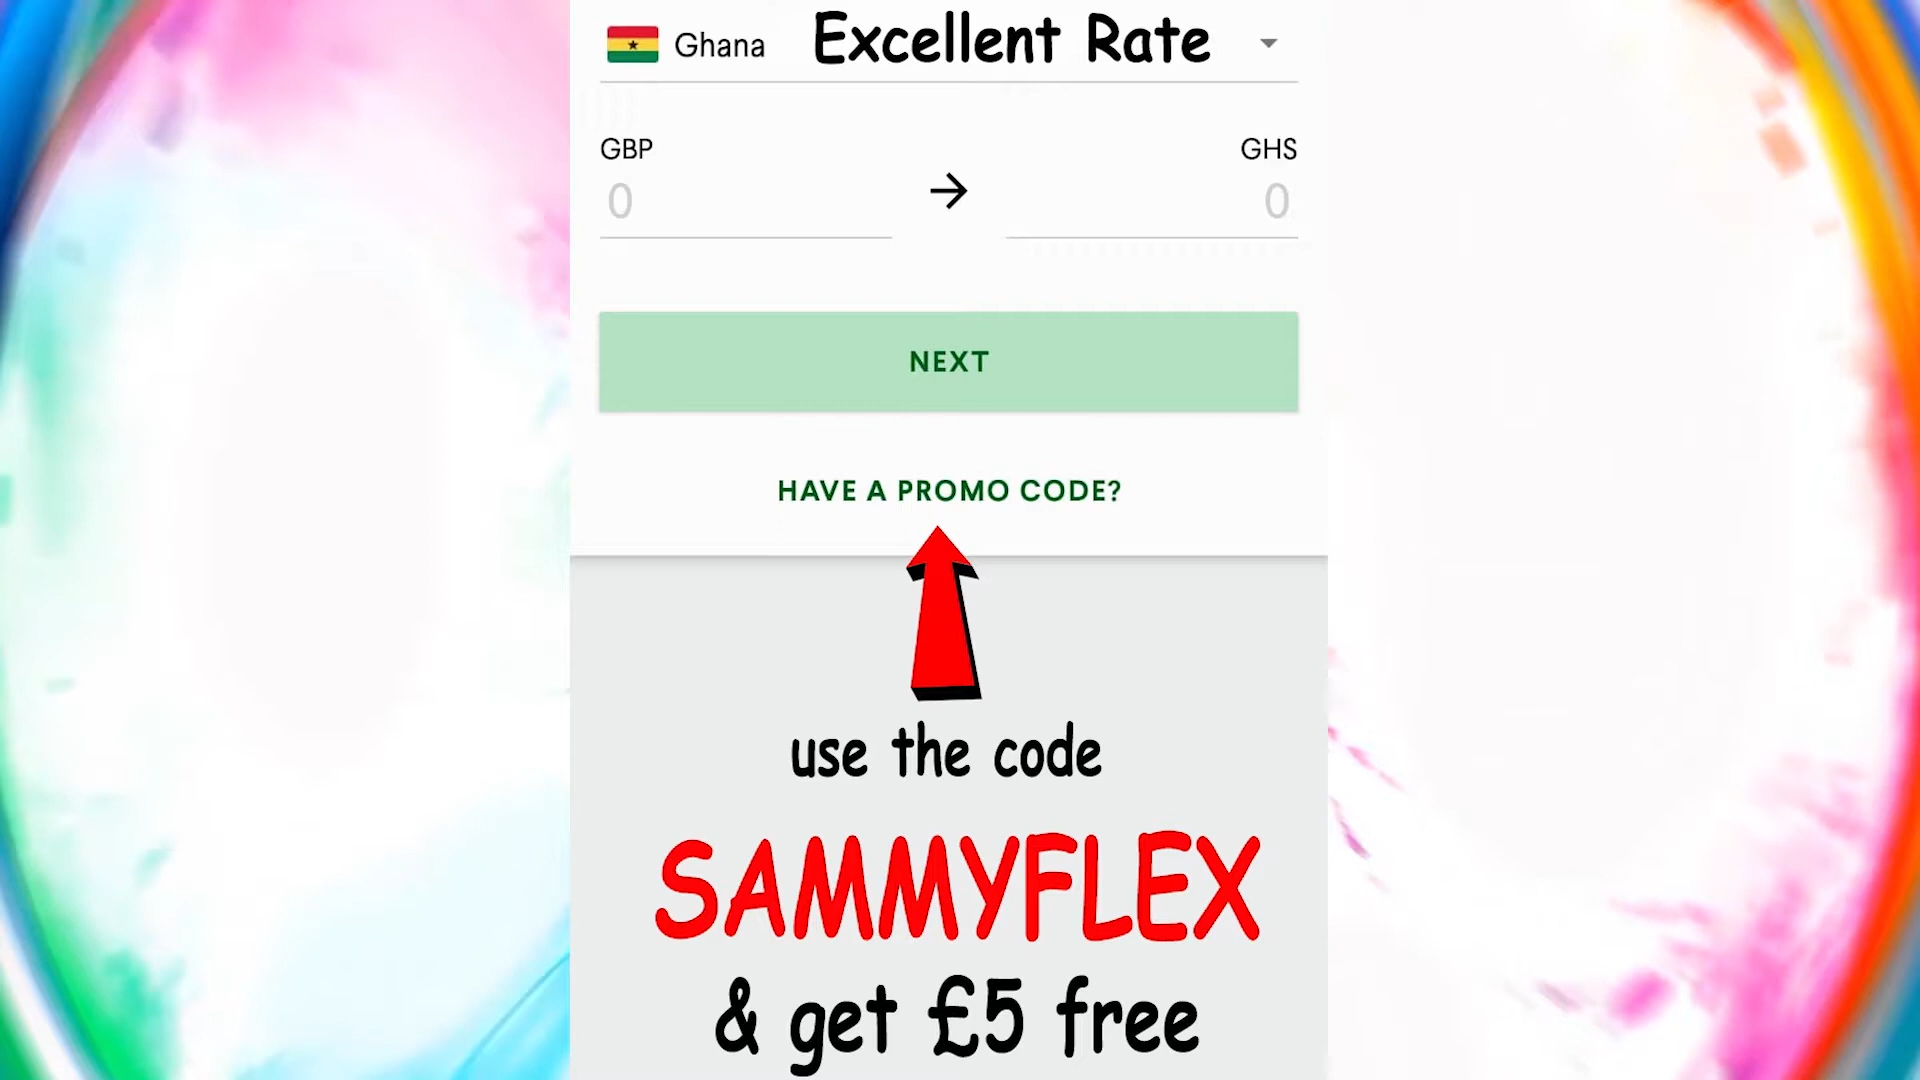 Ghana Excellent Rate
GBP GHS
0 0
NEXT
HAVE A PROMO CODE?
use the code
SAMMYFLEX
& get £5 free